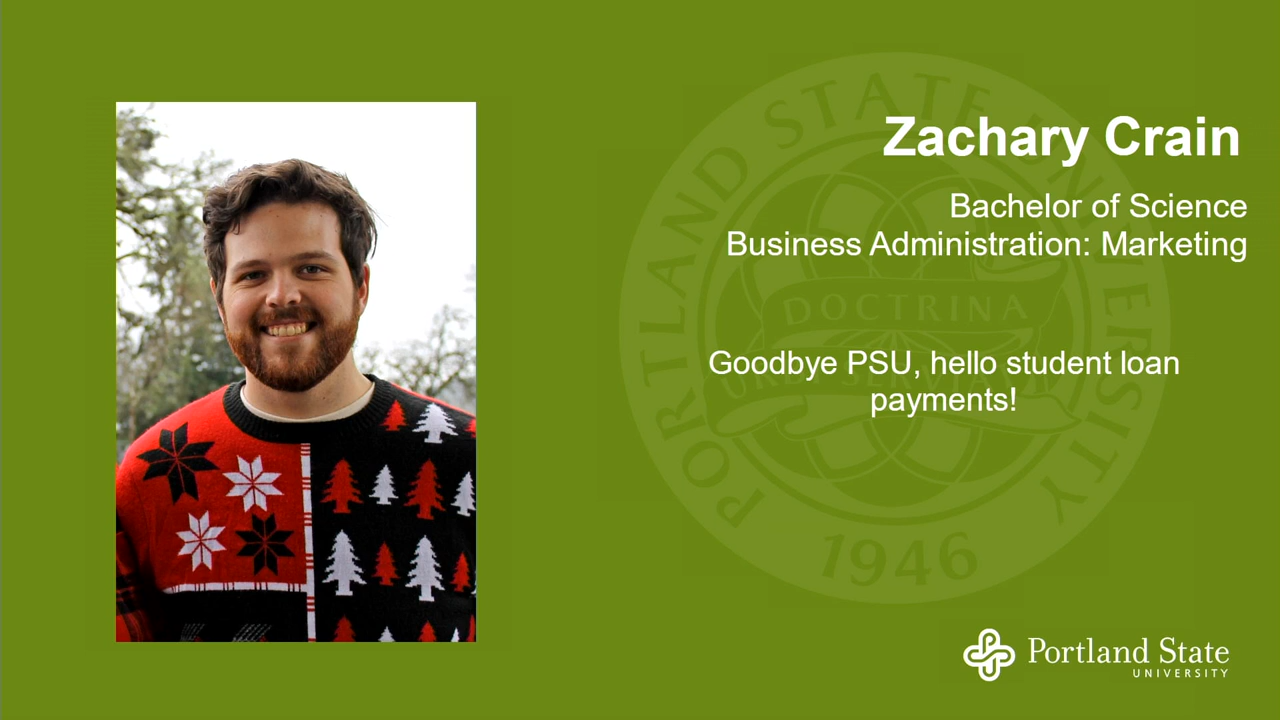 Zachary Crain
Bachelor of Science
Business Administration: Marketing
Goodbye PSU, hello student loan
payments!
PORTLAND STATE UNIVERSITY
DOCTRINA
URBI SERVIAT
1946
Portland State
UNIVERSITY